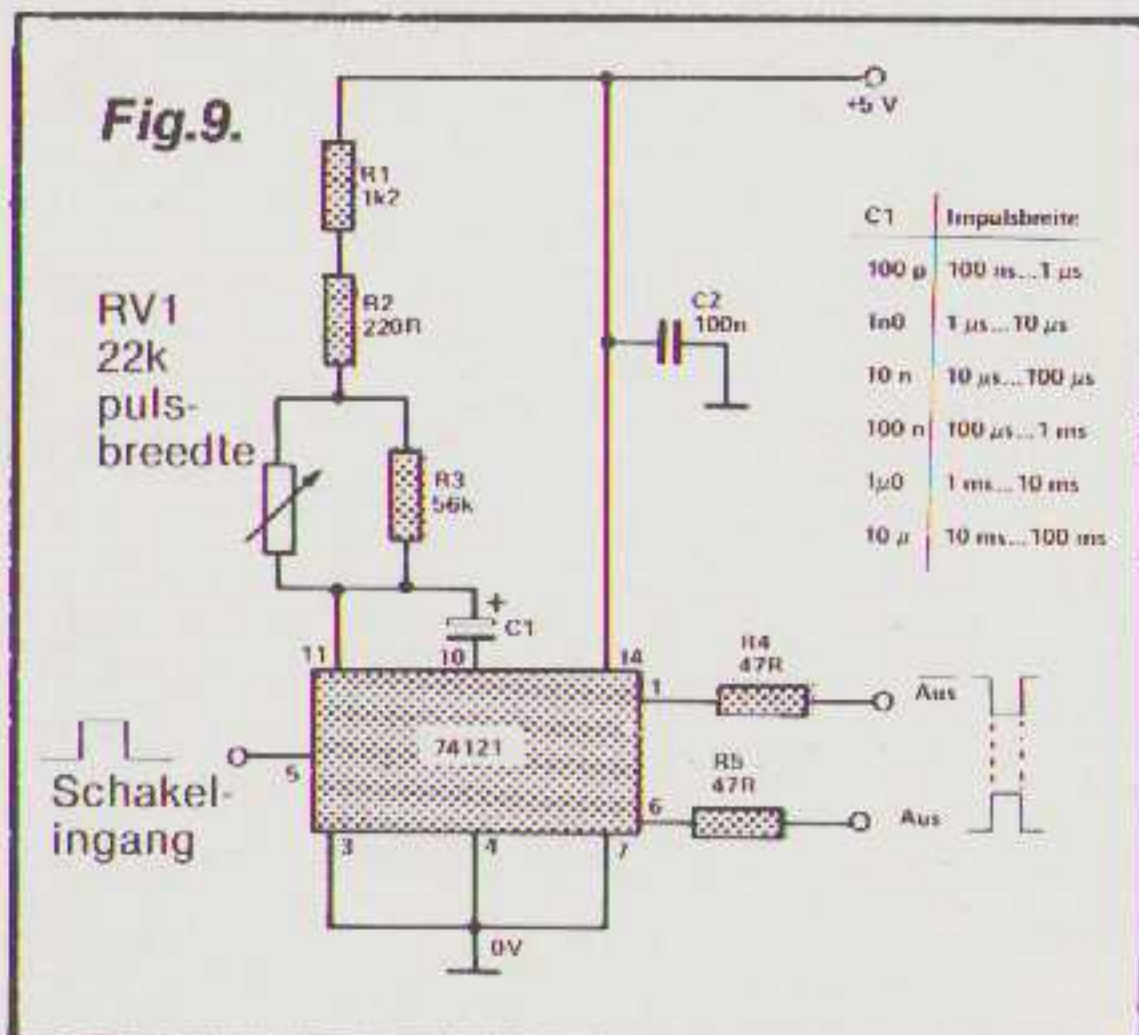 Fig.9.
+5 V
R1
1k2
R2
220R
RV1
22k
puls-
breedte
R3
56k
C2
100n
C1 Impulsbreite
100 p 100 ns...1 µs
1n0 1 µs...10 µs
10 n 10 µs...100 µs
100 n 100 µs...1 ms
1µ0 1 ms...10 ms
10 µ 10 ms...100 ms
+
C1
11
10
14
1
R4
47R
Aus
74121
5
Schakel-
ingang
R5
47R
6
Aus
3
4
7
0V